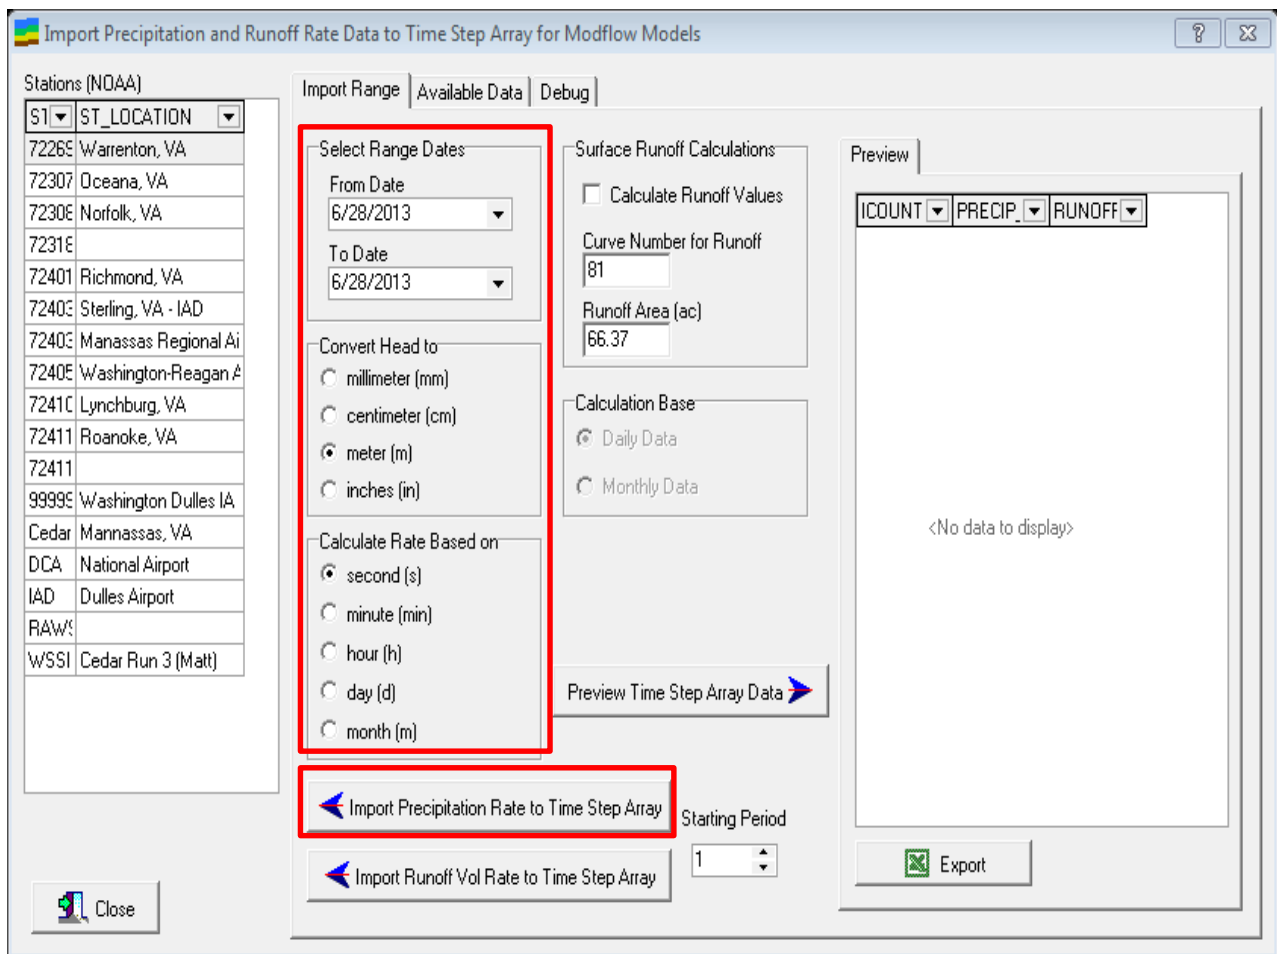 Import Precipitation and Runoff Rate Data to Time Step Array for Modflow Models
Stations (NOAA)
ST_LOCATION
Warrenton, VA
72307 Oceana, VA
Norfolk, VA
72401 Richmond, VA
Sterling, VA - IAD
Manassas Regional Ai
Washington-Reagan
Lynchburg, VA
72411 Roanoke, VA
72411
Washington Dulles IA
Cedar Mannassas, VA
DCA National Airport
IAD Dulles Airport
RAWS
WSSI Cedar Run 3 (Matt)
Close
Import Range
Available Data
Debug
Select Range Dates
From Date
6/28/2013
To Date
6/28/2013
Convert Head to
millimeter (mm)
centimeter (cm)
meter (m)
inches (in)
Calculate Rate Based on
second (s)
minute (min)
hour (h)
day (d)
month (m)
Surface Runoff Calculations
Calculate Runoff Values
Curve Number for Runoff
81
Runoff Area (ac)
66.37
Calculation Base
Daily Data
Monthly Data
Preview Time Step Array Data
Import Precipitation Rate to Time Step Array
Import Runoff Vol Rate to Time Step Array
Starting Period
1
Preview
ICOUNT PRECIP_ RUNOFF
<No data to display>
Export